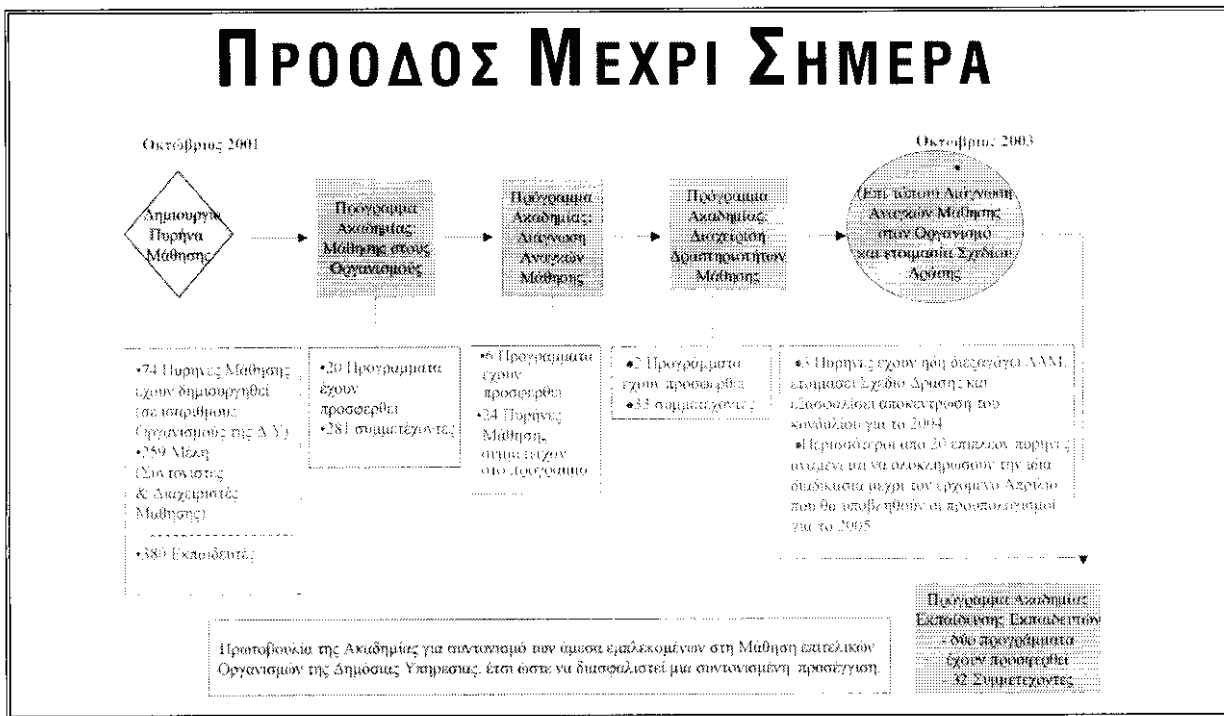 ΠΡΟΟΔΟΣ ΜΕΧΡΙ ΣΗΜΕΡΑ
Οκτώβριος 2001
Οκτώβριος 2003
Δημιουργία
Πυρήνα
Μάθησης
Πρόγραμμα
Ακαδημίας
Μάθησης στους
Οργανισμούς
Πρόγραμμα
Ακαδημίας:
Διάγνωση
Αναγκών
Μάθησης
Πρόγραμμα
Ακαδημίας:
Διαχείριση
Δραστηριοτήτων
Μάθησης
(Επι τόπου) Διάγνωση
Αναγκών Μάθησης
στον Οργανισμό
και ετοιμασία Σχεδίου
Δράσης
•74 Πυρήνες Μάθησης
έχουν δημιουργηθεί
(σε ισάριθμους
Οργανισμούς της Δ.Υ)
•259 Μέλη
(Συντονιστές
& Διαχειριστές
Μάθησης)
•380 Εκπαιδευτές
•20 Προγράμματα
έχουν
προσφερθεί
•281 συμμετέχοντες
•6 Προγράμματα
έχουν
προσφερθεί
•24 Πυρήνες
Μάθησης
συμμετείχαν
στο πρόγραμμα
•2 Προγράμματα
έχουν προσφερθεί
•33 συμμετέχοντες
•3 Πυρήνες έχουν ήδη διεξαγάγει ΔΑΜ,
ετοιμάσει Σχέδιο Δράσης και
εξασφαλίσει αποκέντρωση του
κονδυλίου για το 2004
•Περισσότεροι από 20 επιπλέον πυρήνες
αναμένεται να ολοκληρώσουν την ίδια
διαδικασία μέχρι τον ερχόμενο Απρίλιο
που θα υποβληθούν οι προϋπολογισμοί
για το 2005
Πρόγραμμα Ακαδημίας
Εκπαίδευσης Εκπαιδευτών
- δύο προγράμματα
έχουν προσφερθεί
- 32 Συμμετέχοντες
Πρωτοβουλία της Ακαδημίας για συντονισμό των άμεσα εμπλεκομένων στη Μάθηση επιτελικών
Οργανισμών της Δημόσιας Υπηρεσίας, έτσι ώστε να διασφαλιστεί μια συντονισμένη προσέγγιση.